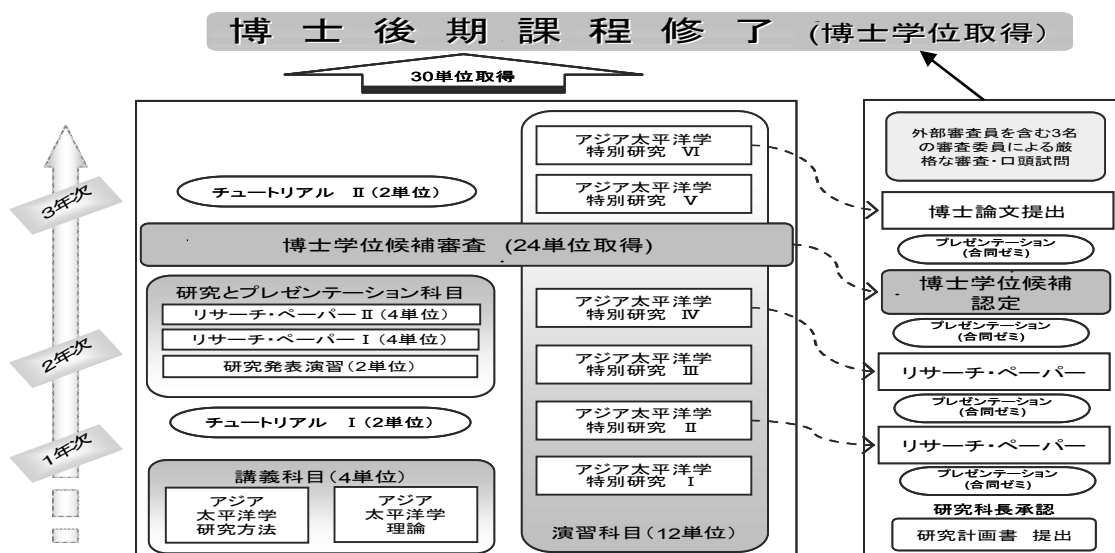 博士後期課程修了 (博士学位取得)
30単位取得
3年次
2年次
1年次
チュートリアル Ⅱ (2単位)
博士学位候補審査 (24単位取得)
研究とプレゼンテーション科目
リサーチ・ペーパー Ⅱ (4単位)
リサーチ・ペーパー Ⅰ (4単位)
研究発表演習 (2単位)
チュートリアル Ⅰ (2単位)
講義科目 (4単位)
アジア
太平洋学
研究方法
アジア
太平洋学
理論
アジア太平洋学
特別研究 Ⅵ
アジア太平洋学
特別研究 Ⅴ
アジア太平洋学
特別研究 Ⅳ
アジア太平洋学
特別研究 Ⅲ
アジア太平洋学
特別研究 Ⅱ
アジア太平洋学
特別研究 Ⅰ
演習科目 (12単位)
外部審査員を含む3名
の審査委員による厳
格な審査・口頭試問
博士論文提出
プレゼンテーション
(合同ゼミ)
博士学位候補
認定
プレゼンテーション
(合同ゼミ)
リサーチ・ペーパー
プレゼンテーション
(合同ゼミ)
リサーチ・ペーパー
プレゼンテーション
(合同ゼミ)
研究科長承認
研究計画書 提出